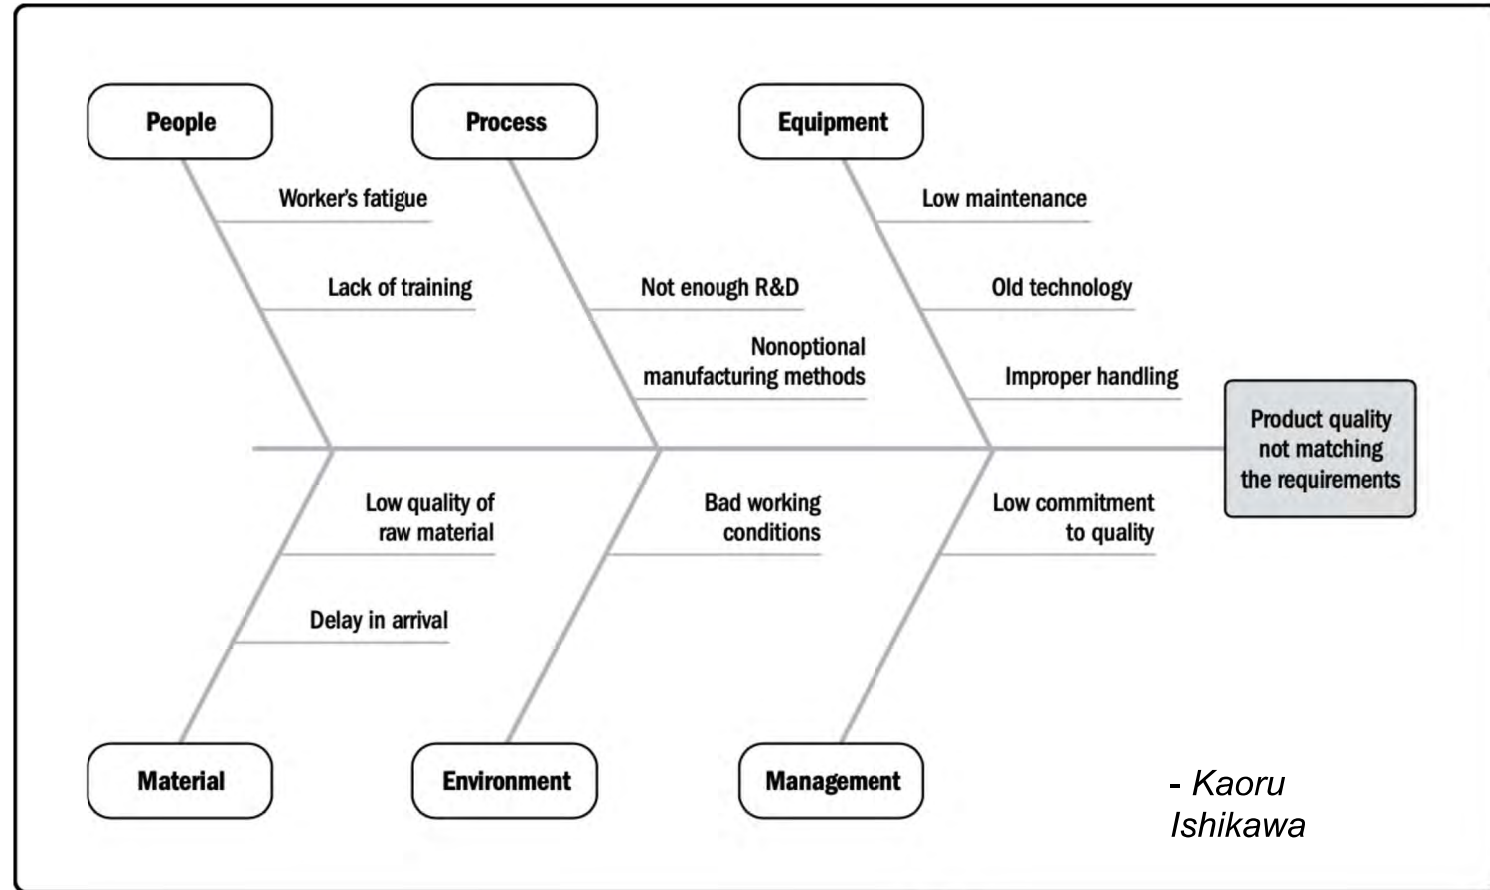 People
Process
Equipment
Worker's fatigue
Low maintenance
Lack of training
Not enough R&D
Old technology
Nonoptional
manufacturing methods
Improper handling
Product quality
not matching
the requirements
Low quality of
raw material
Bad working
conditions
Low commitment
to quality
Delay in arrival
Material
Environment
Management
- Kaoru
Ishikawa